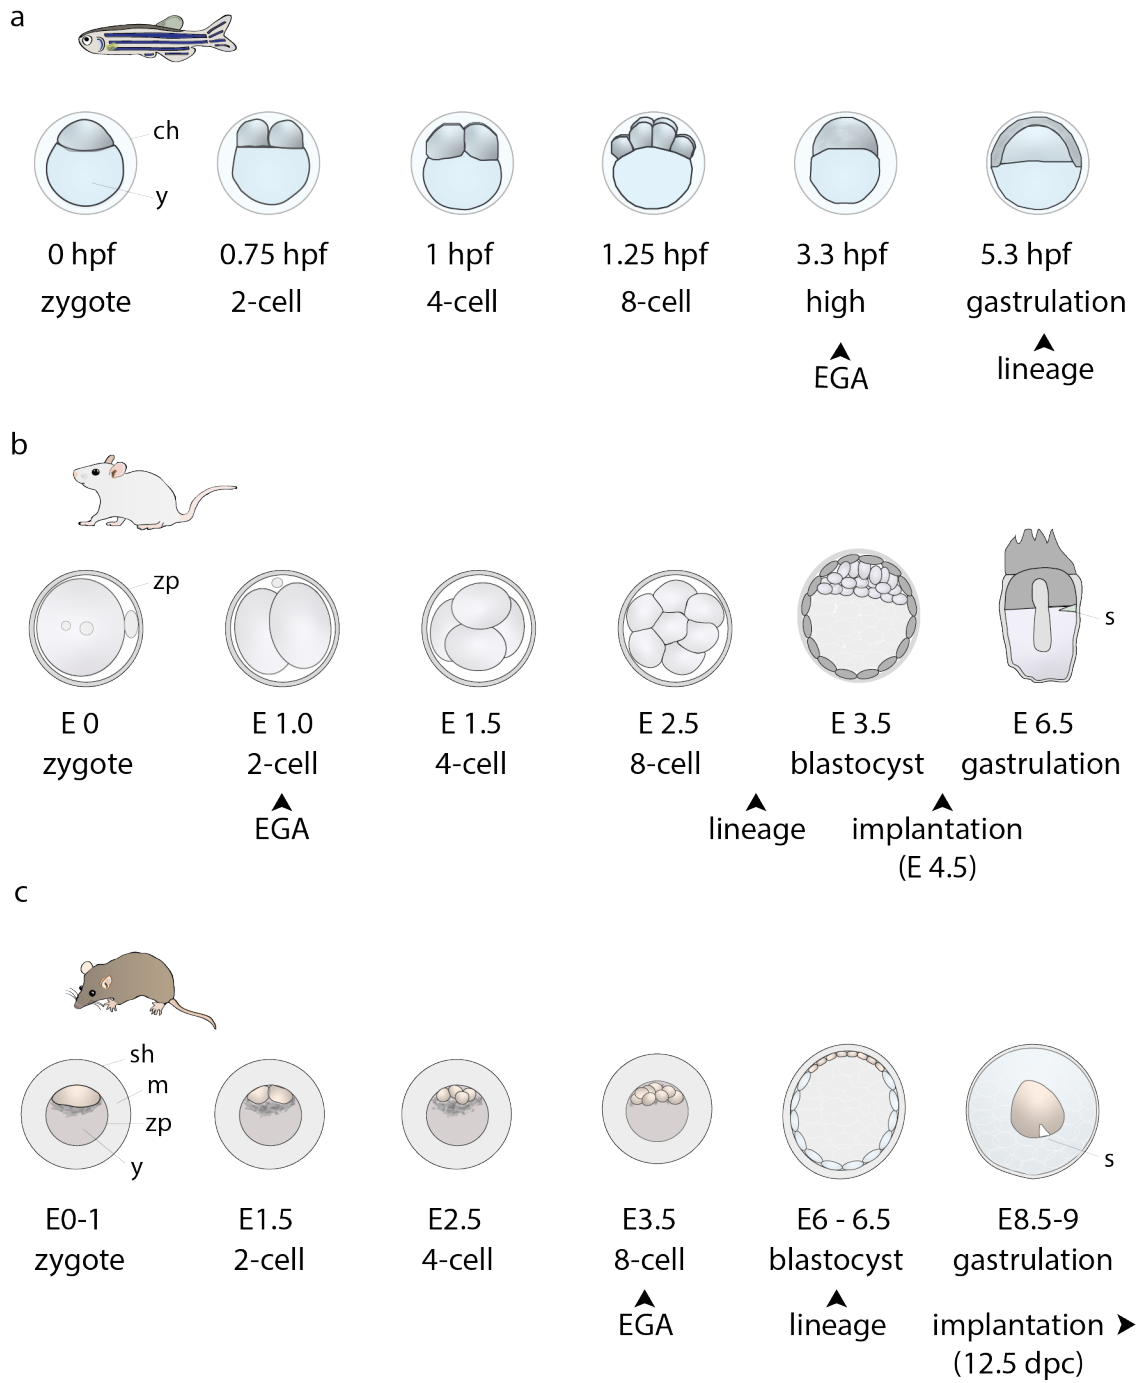 a
ch
y
0 hpf 0.75 hpf 1 hpf 1.25 hpf 3.3 hpf 5.3 hpf
zygote 2-cell 4-cell 8-cell high gastrulation
EGA lineage
b
zp
s
E 0 E 1.0 E 1.5 E 2.5 E 3.5 E 6.5
zygote 2-cell 4-cell 8-cell blastocyst gastrulation
EGA lineage implantation
(E 4.5)
c
sh
m
zp
y
s
E0-1 E1.5 E2.5 E3.5 E6 - 6.5 E8.5-9
zygote 2-cell 4-cell 8-cell blastocyst gastrulation
EGA lineage implantation
(12.5 dpc)